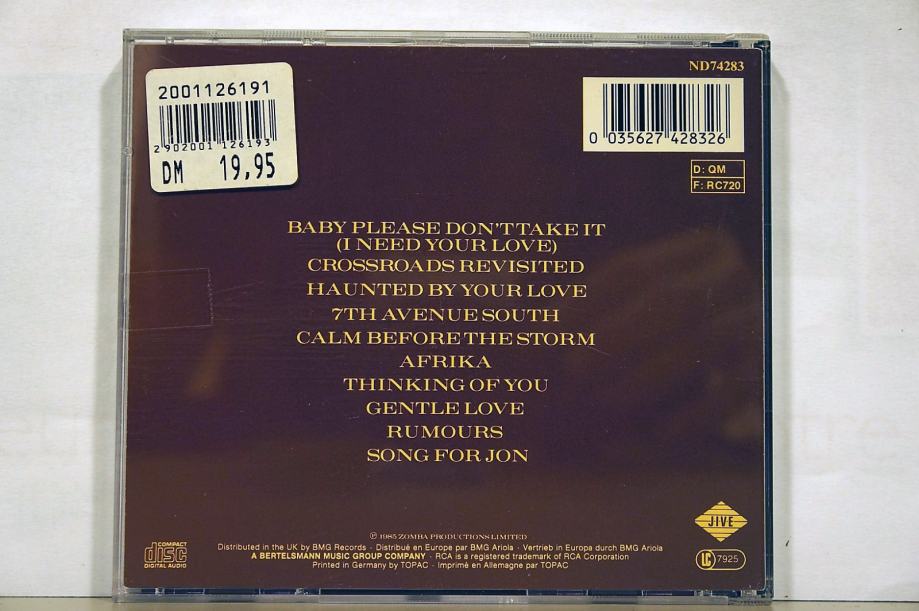 2001126191
2902001 126193
DM 19,95
ND74283
0 035627 428326
D: QM
F: RC720
BABY PLEASE DON'T TAKE IT
(I NEED YOUR LOVE)
CROSSROADS REVISITED
HAUNTED BY YOUR LOVE
7TH AVENUE SOUTH
CALM BEFORE THE STORM
AFRIKA
THINKING OF YOU
GENTLE LOVE
RUMOURS
SONG FOR JON
JIVE
℗ 1985 ZOMBA PRODUCTIONS LIMITED
Distributed in the UK by BMG Records · Distribué en Europe par BMG Ariola · Vertrieb in Europa durch BMG Ariola
A BERTELSMANN MUSIC GROUP COMPANY · RCA is a registered trademark of RCA Corporation
Printed in Germany by TOPAC · Imprimé en Allemagne par TOPAC
COMPACT
disc
DIGITAL AUDIO
LC 7925